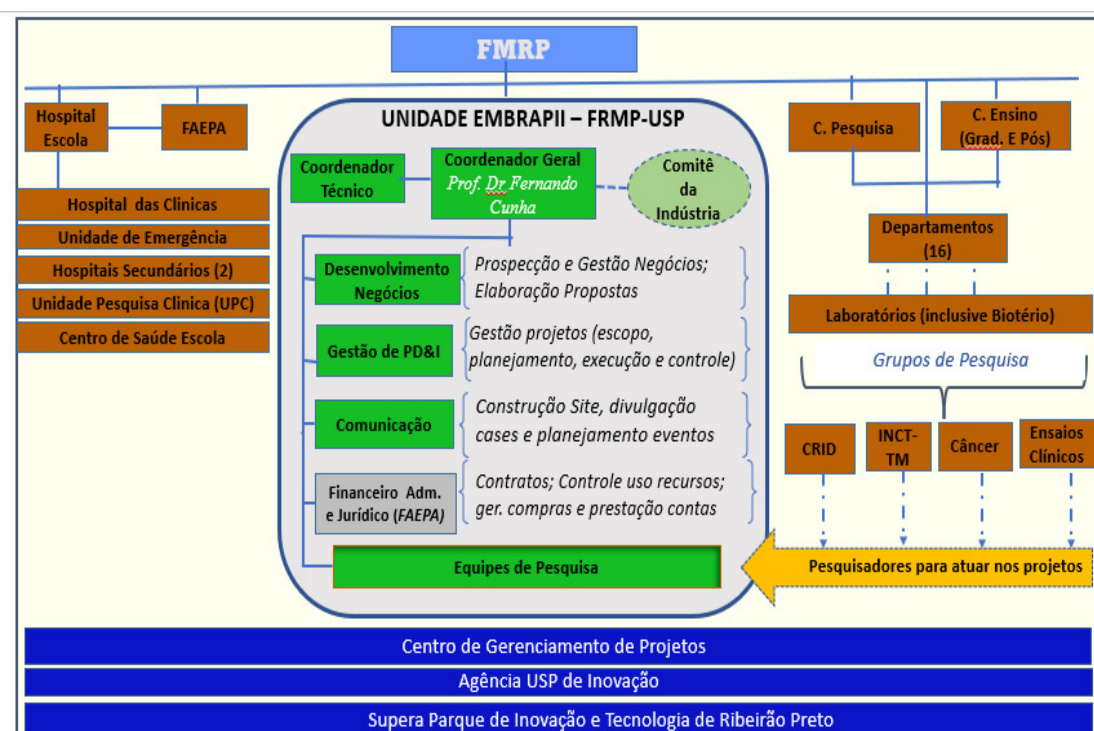 FMRP
Hospital
Escola
FAEPA
Hospital das Clinicas
Unidade de Emergência
Hospitais Secundários (2)
Unidade Pesquisa Clinica (UPC)
Centro de Saúde Escola
UNIDADE EMBRAPII – FRMP-USP
Coordenador
Técnico
Coordenador Geral
Prof. Dr Fernando
Cunha
Comitê
da
Indústria
Desenvolvimento
Negócios
Prospecção e Gestão Negócios;
Elaboração Propostas
Gestão de PD&I
Gestão projetos (escopo,
planejamento, execução e controle)
Comunicação
Construção Site, divulgação
cases e planejamento eventos
Financeiro Adm.
e Jurídico (FAEPA)
Contratos; Controle uso recursos;
ger. compras e prestação contas
Equipes de Pesquisa
C. Pesquisa
C. Ensino
(Grad. E Pós)
Departamentos
(16)
Laboratórios (inclusive Biotério)
Grupos de Pesquisa
CRID
INCT-
TM
Câncer
Ensaios
Clínicos
Pesquisadores para atuar nos projetos
Centro de Gerenciamento de Projetos
Agência USP de Inovação
Supera Parque de Inovação e Tecnologia de Ribeirão Preto